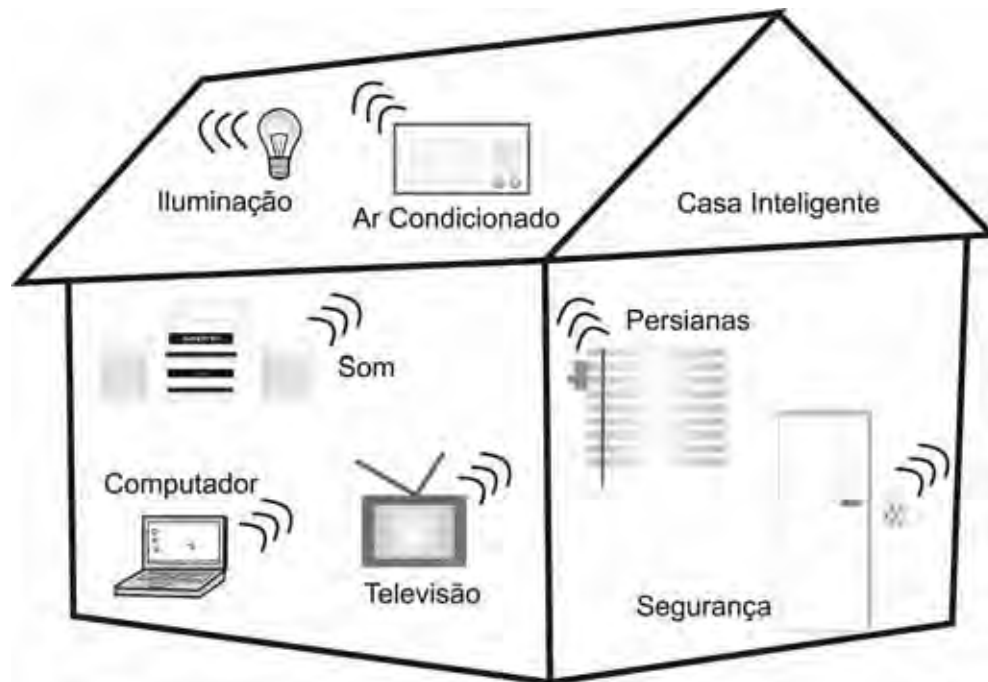 Iluminação
Ar Condicionado
Casa Inteligente
Som
Persianas
Computador
Televisão
Segurança